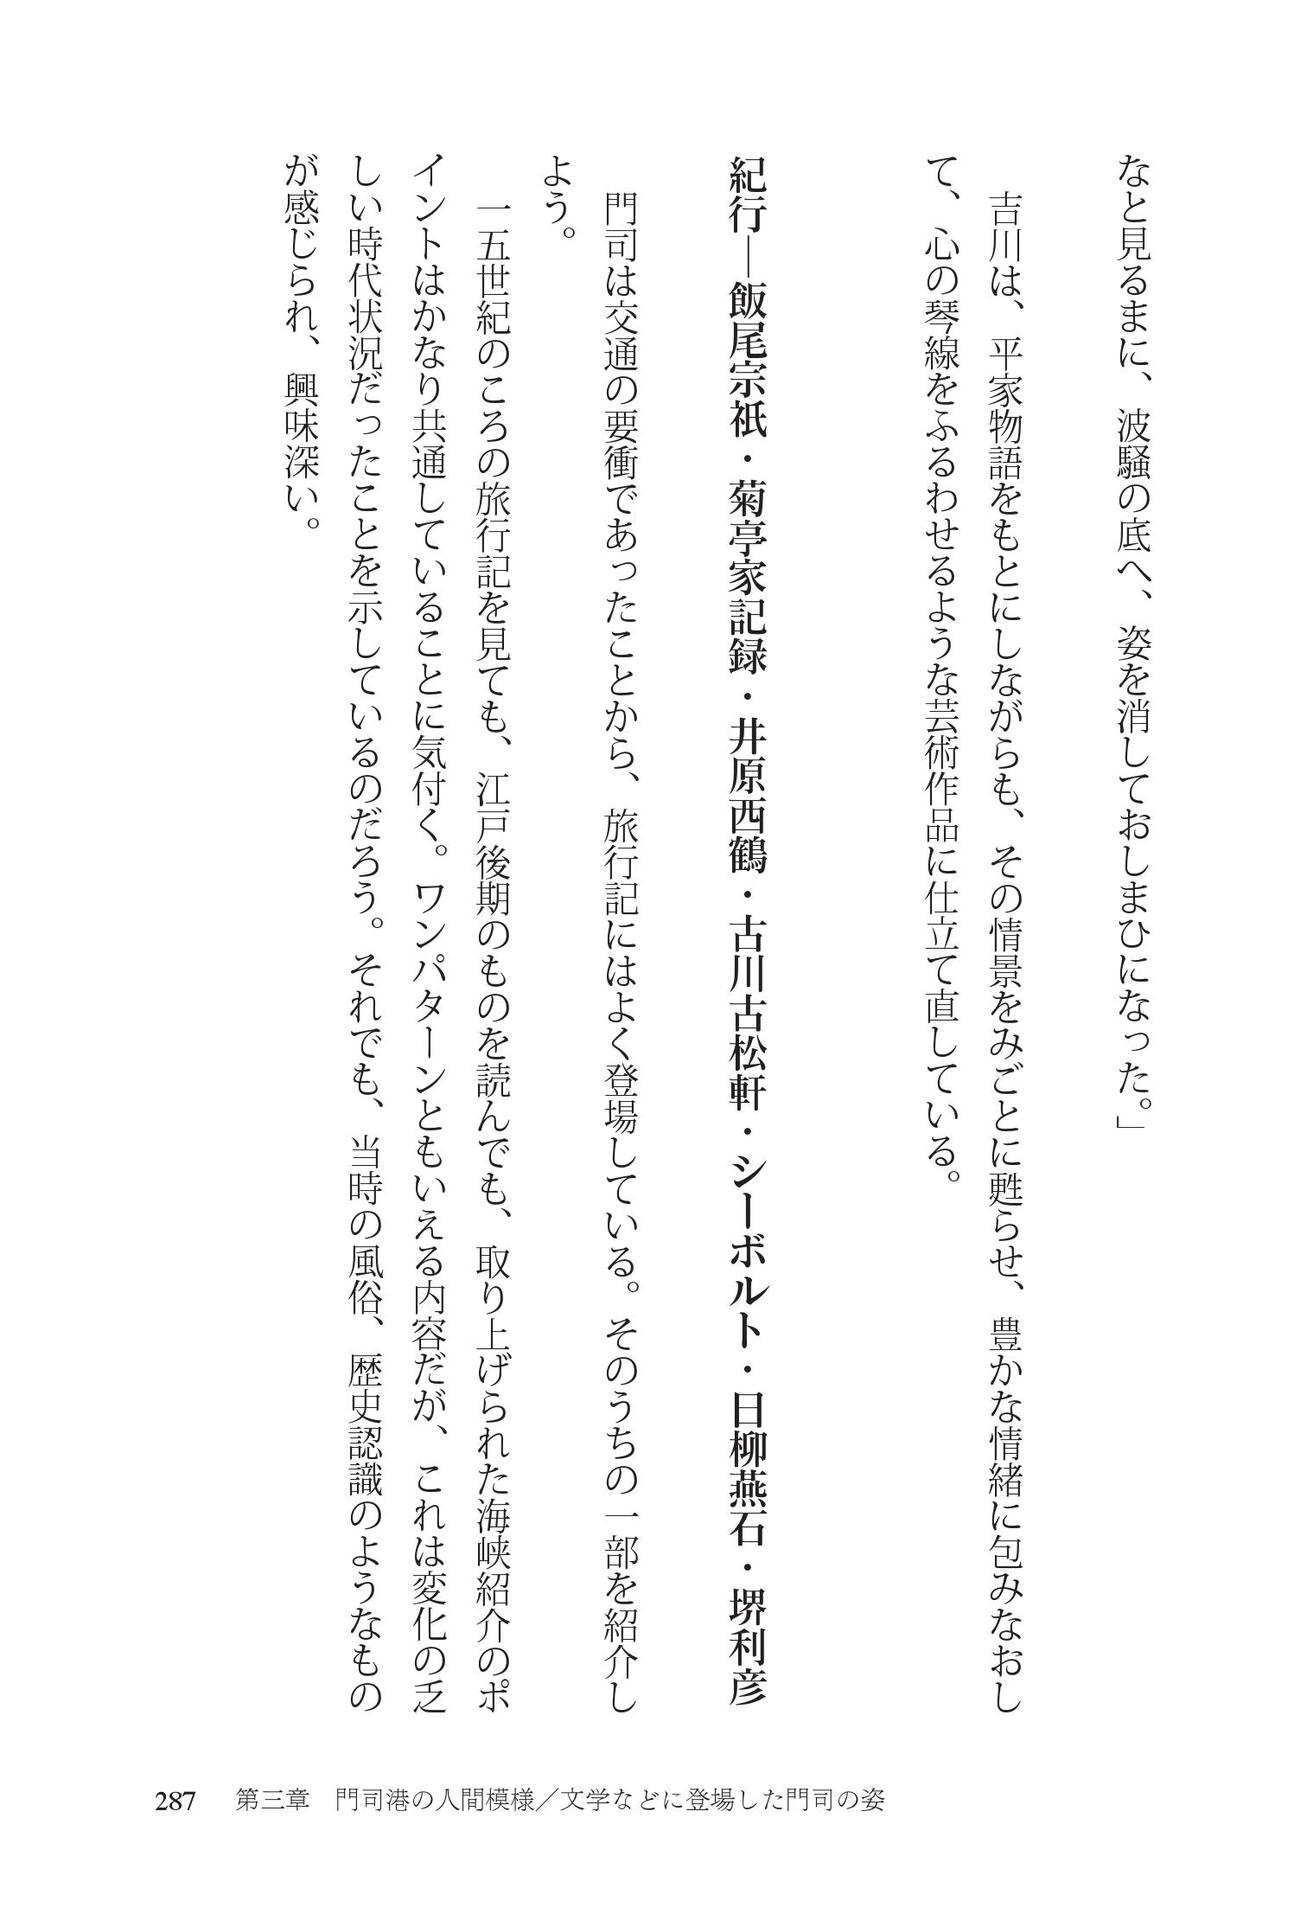 なと見るまに、波騒の底へ、姿を消しておしまひになった。」
吉川は、平家物語をもとにしながらも、その情景をみごとに甦らせ、豊かな情緒に包みなおし
て、心の琴線をふるわせるような芸術作品に仕立て直している。
紀行―飯尾宗祇・菊亭家記録・井原西鶴・古川古松軒・シーボルト・日柳燕石・堺利彦
門司は交通の要衝であったことから、旅行記にはよく登場している。そのうちの一部を紹介し
よう。
一五世紀のころの旅行記を見ても、江戸後期のものを読んでも、取り上げられた海峡紹介のポ
イントはかなり共通していることに気付く。ワンパターンともいえる内容だが、これは変化の乏
しい時代状況だったことを示しているのだろう。それでも、当時の風俗、歴史認識のようなもの
が感じられ、興味深い。
287 第三章 門司港の人間模様／文学などに登場した門司の姿